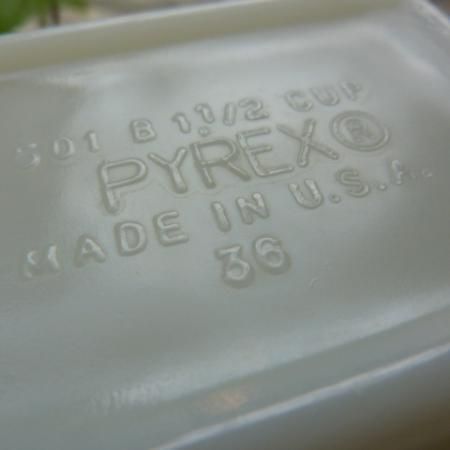 501 B 1 1/2 CUP
PYREX®
MADE IN U.S.A.
36